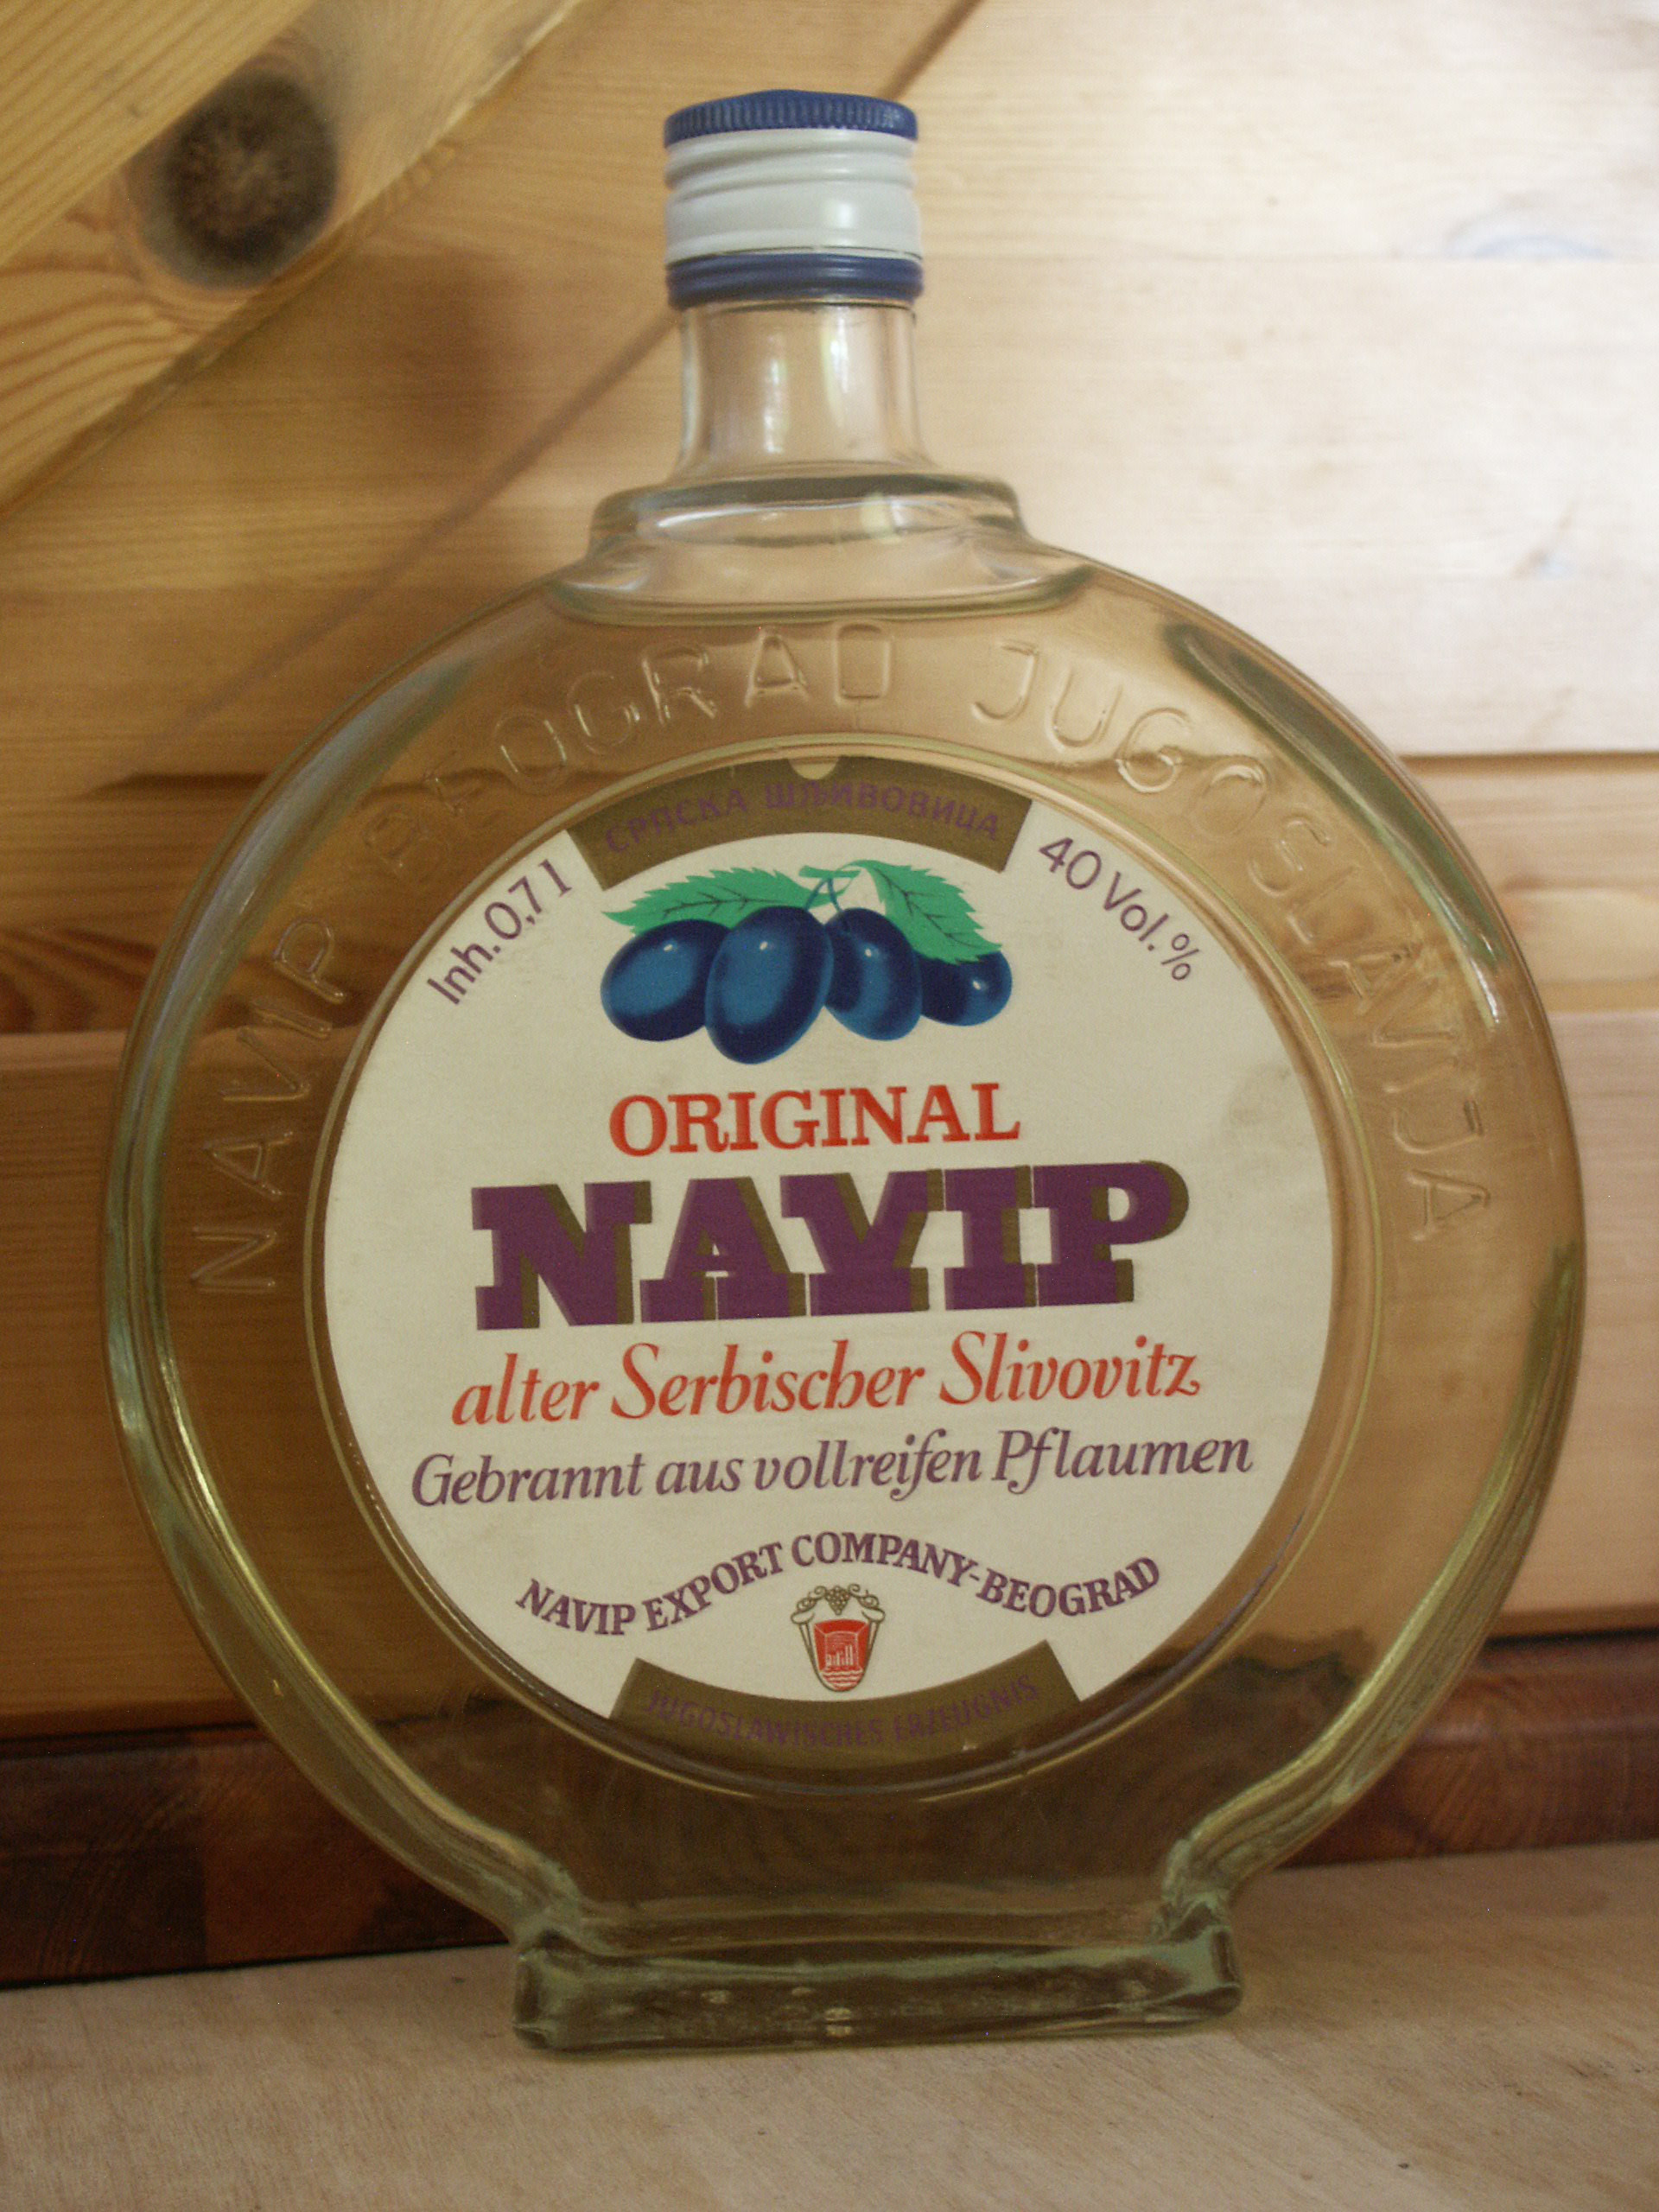 NAVIP BEOGRAD JUGOSLAVIJA
СРПСКА ШЉИВОВИЦА
Inh. 0,7 l
40 Vol.%
ORIGINAL
NAVIP
alter Serbischer Slivovitz
Gebrannt aus vollreifen Pflaumen
NAVIP EXPORT COMPANY-BEOGRAD
JUGOSLAWISCHES ERZEUGNIS